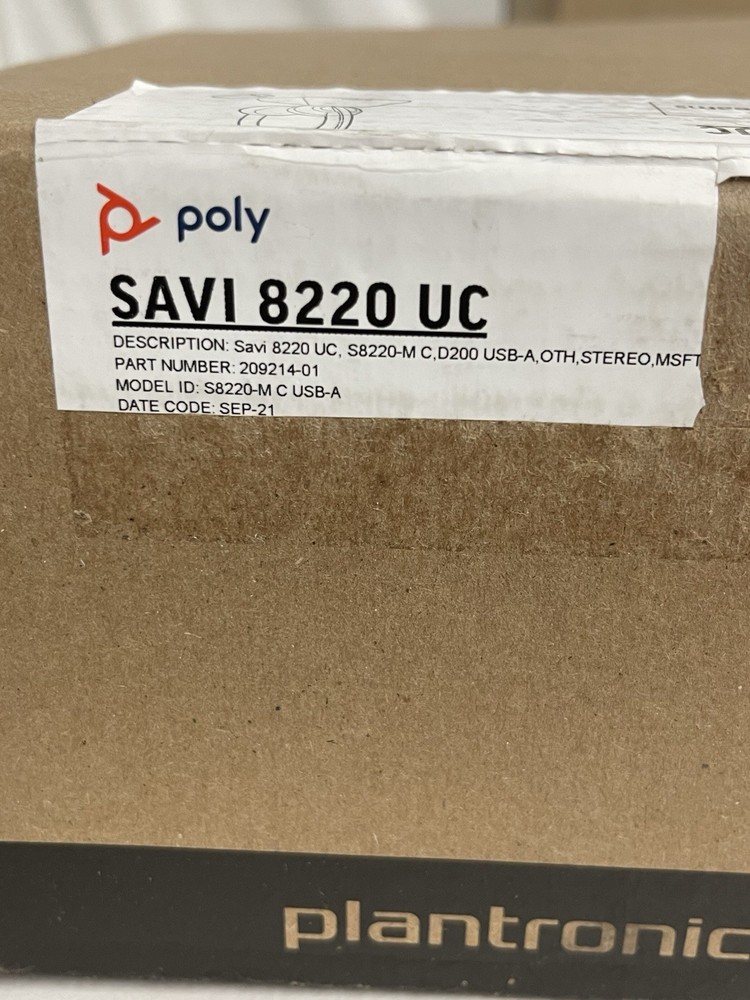 poly
SAVI 8220 UC
DESCRIPTION: Savi 8220 UC, S8220-M C,D200 USB-A,OTH,STEREO,MSFT
PART NUMBER: 209214-01
MODEL ID: S8220-M C USB-A
DATE CODE: SEP-21
plantronic